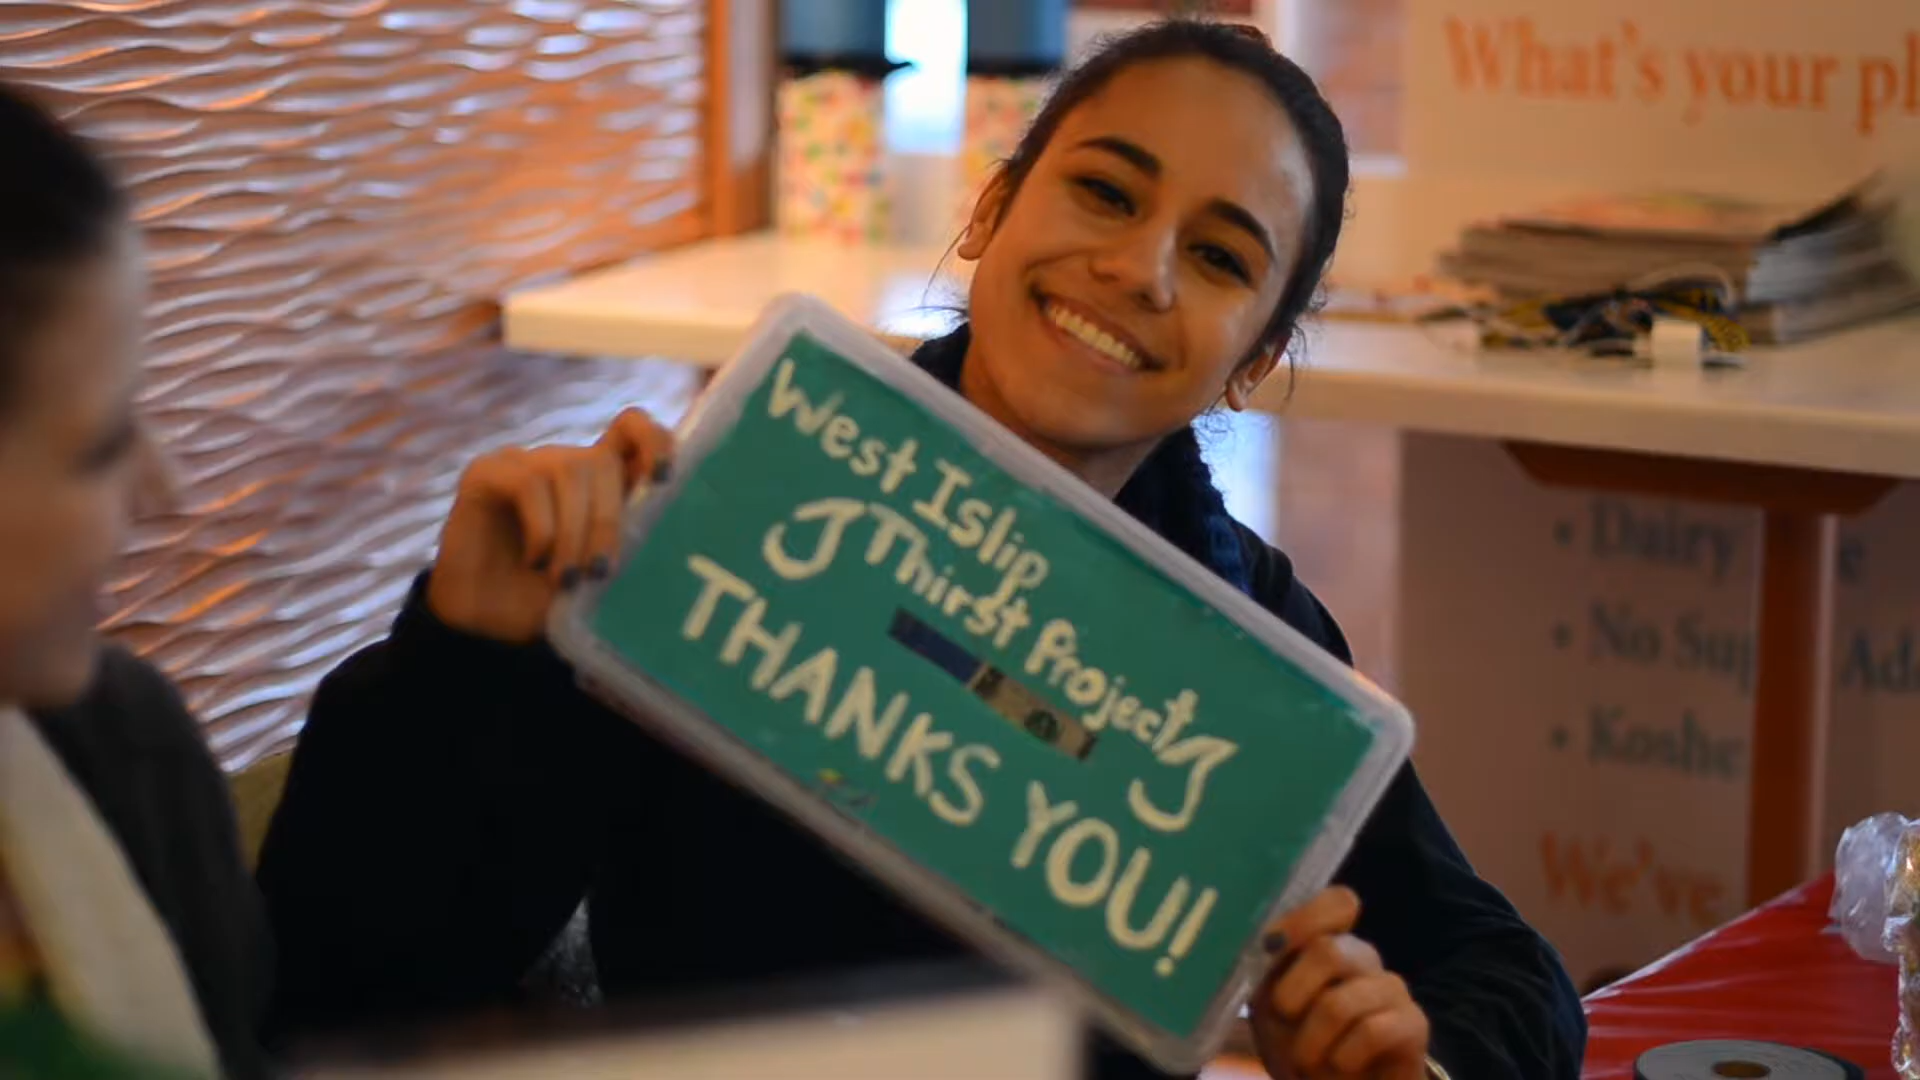 What's your pl
West Islip
Thirst Project
THANKS YOU!
• Dairy
• No Su
• Koshe
We've